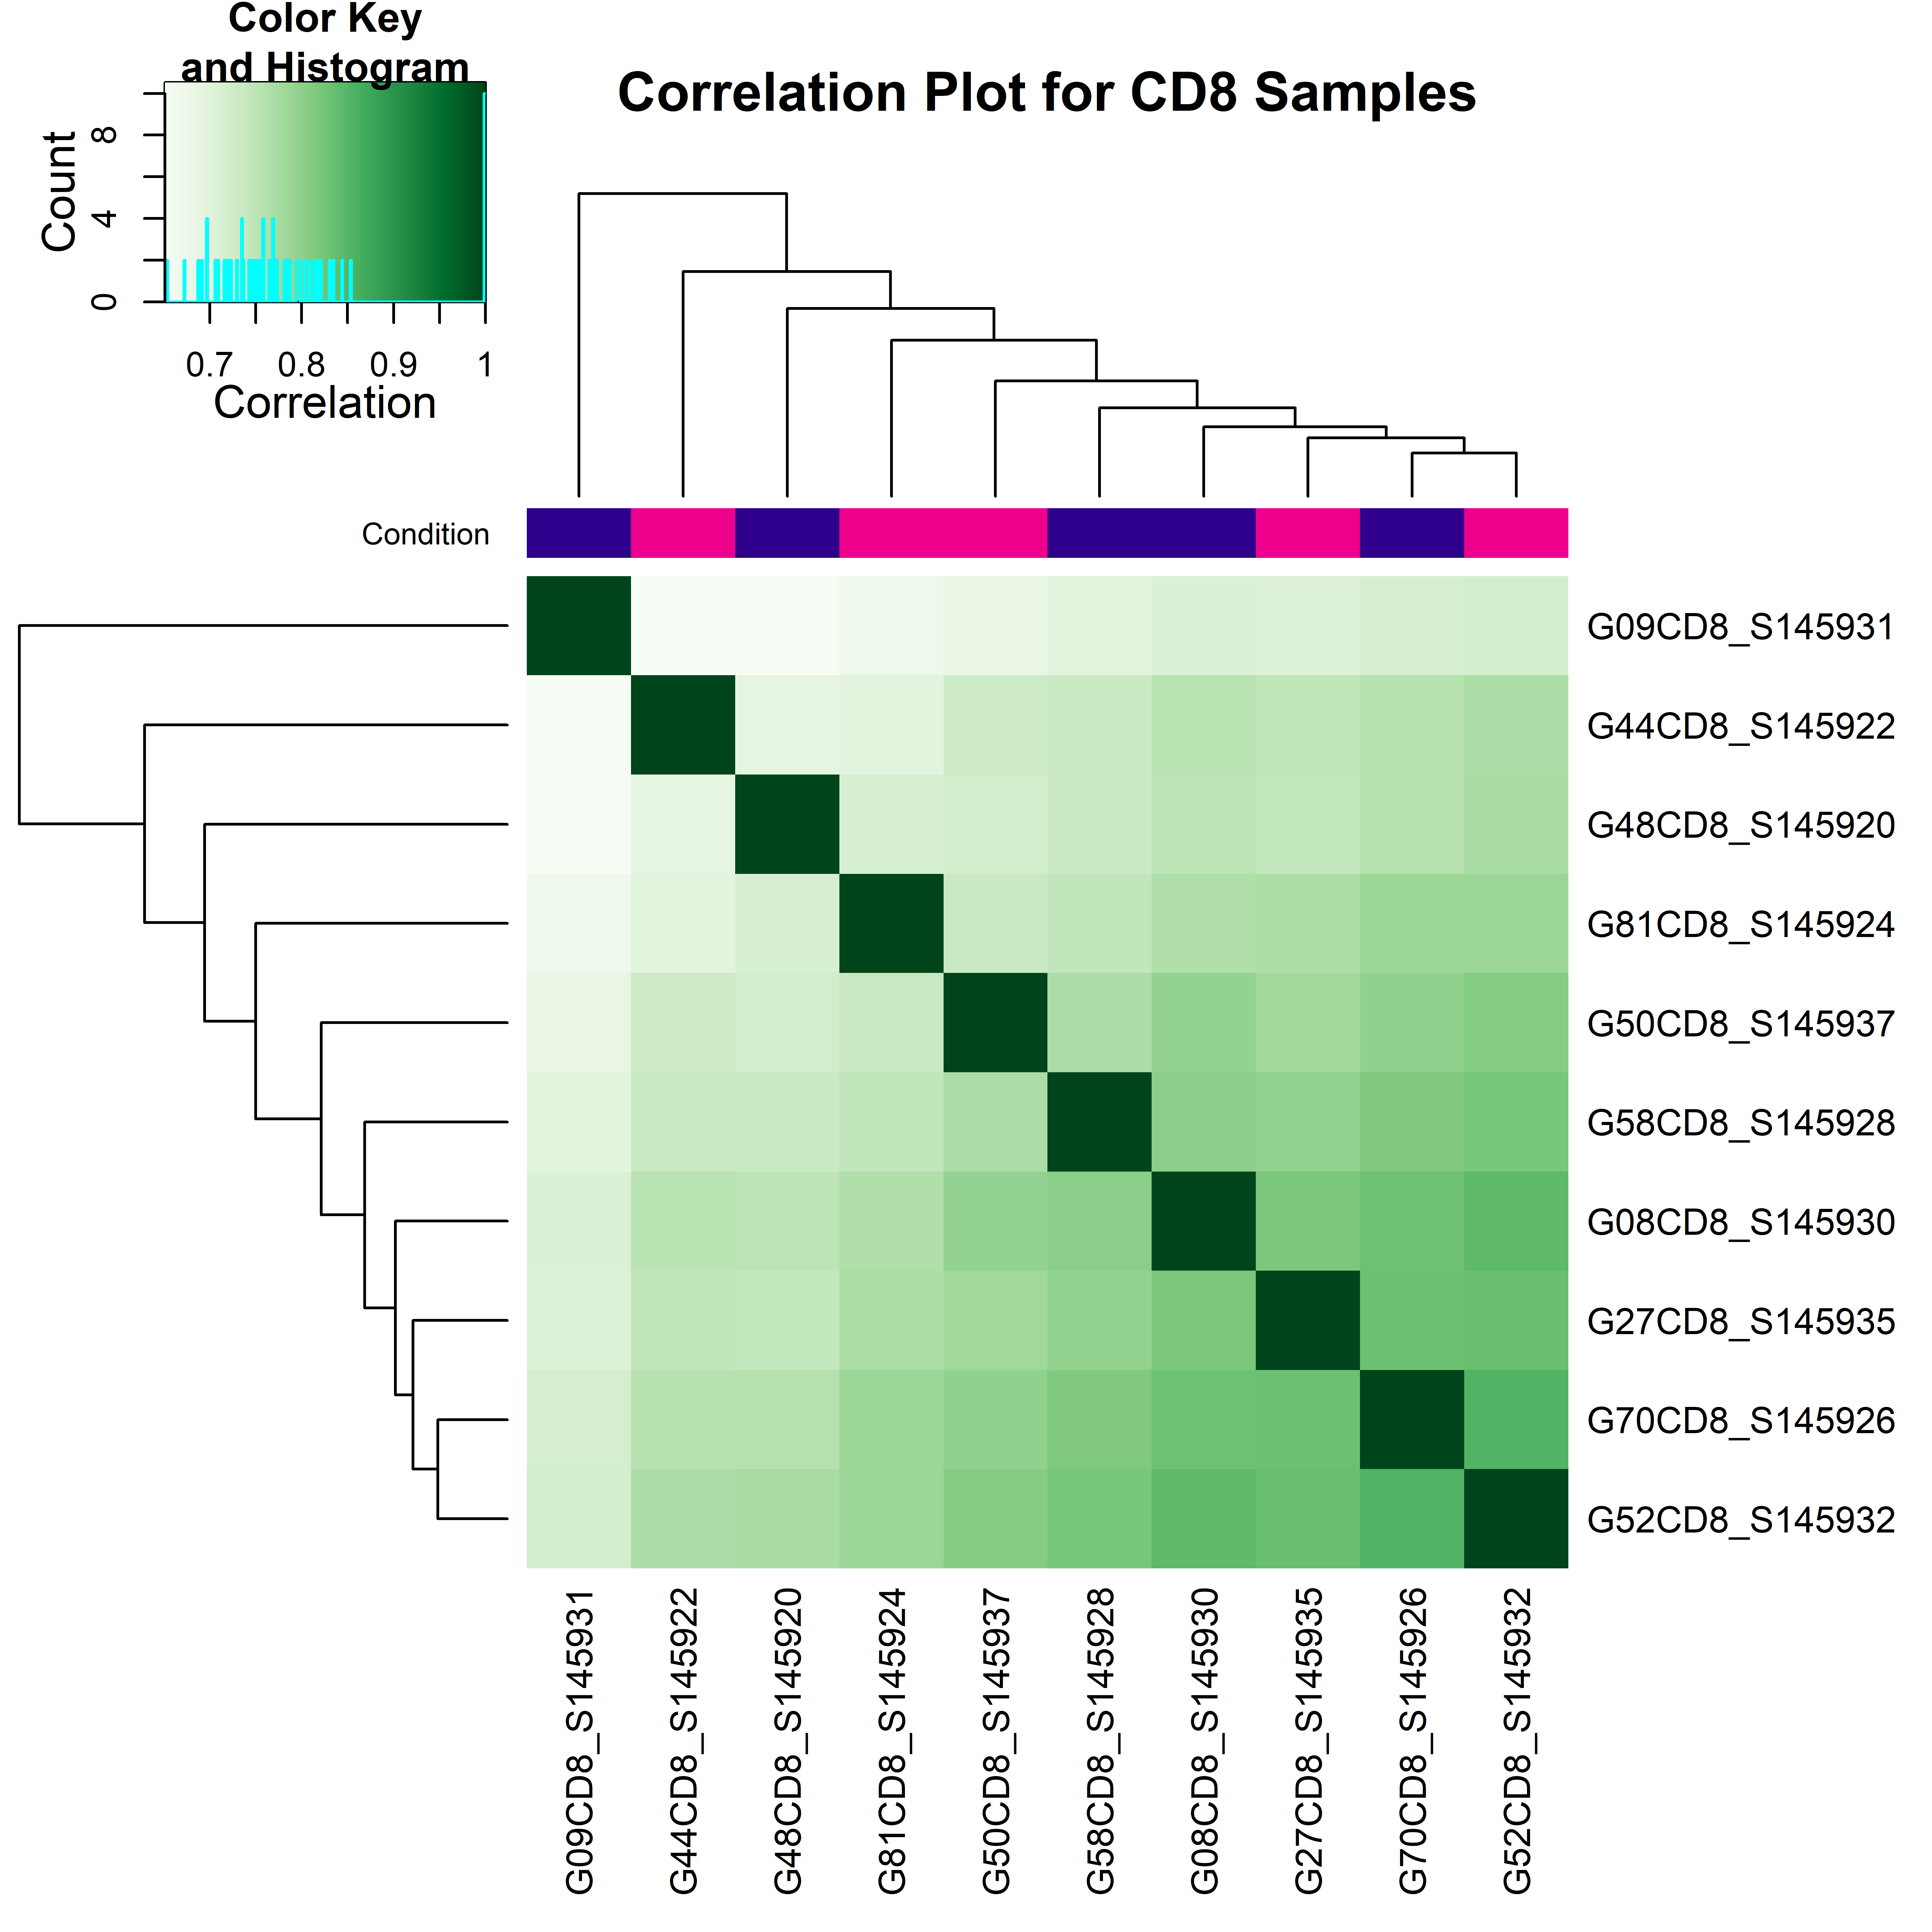 Color Key
and Histogram
Count
0 4 8
0.7 0.8 0.9 1
Correlation
Correlation Plot for CD8 Samples
Condition
G09CD8_S145931
G44CD8_S145922
G48CD8_S145920
G81CD8_S145924
G50CD8_S145937
G58CD8_S145928
G08CD8_S145930
G27CD8_S145935
G70CD8_S145926
G52CD8_S145932
G09CD8_S145931
G44CD8_S145922
G48CD8_S145920
G81CD8_S145924
G50CD8_S145937
G58CD8_S145928
G08CD8_S145930
G27CD8_S145935
G70CD8_S145926
G52CD8_S145932